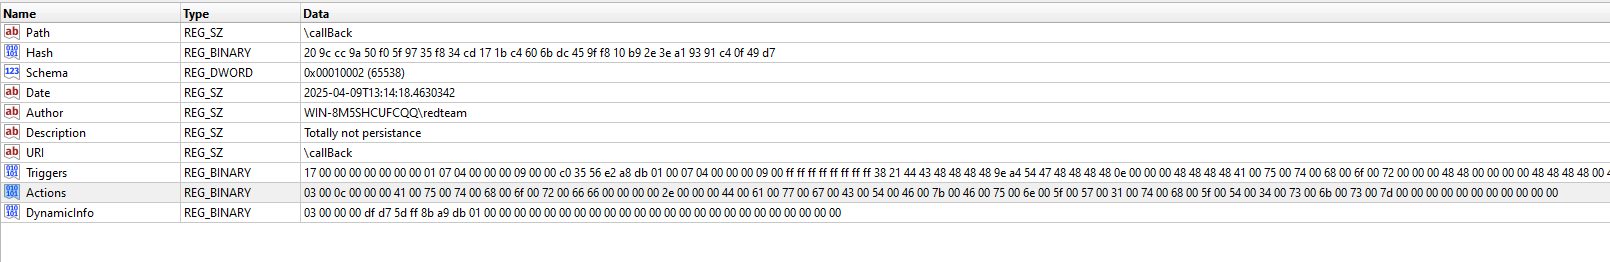 Name Type Data
Path REG_SZ \callBack
Hash REG_BINARY 20 9c cc 9a 50 f0 5f 97 35 f8 34 cd 17 1b c4 60 6b dc 45 9f f8 10 b9 2e 3e a1 93 91 c4 0f 49 d7
Schema REG_DWORD 0x00010002 (65538)
Date REG_SZ 2025-04-09T13:14:18.4630342
Author REG_SZ WIN-8M5SHCUFCQQ\redteam
Description REG_SZ Totally not persistance
URI REG_SZ \callBack
Triggers REG_BINARY 17 00 00 00 00 00 00 00 01 07 04 00 00 00 09 00 00 c0 35 56 e2 a8 db 01 00 07 04 00 00 00 09 00 ff ff ff ff ff ff ff ff 38 21 44 43 48 48 48 48 9e a4 54 47 48 48 48 48 0e 00 00 00 48 48 48 48 41 00 75 00 74 00 68 00 6f 00 72 00 00 00 48 48 00 00 00 00 48 48 48 48 00 4
Actions REG_BINARY 03 00 0c 00 00 00 41 00 75 00 74 00 68 00 6f 00 72 00 66 66 00 00 00 00 2e 00 00 00 44 00 61 00 77 00 67 00 43 00 54 00 46 00 7b 00 46 00 75 00 6e 00 5f 00 57 00 31 00 74 00 68 00 5f 00 54 00 34 00 73 00 6b 00 73 00 7d 00 00 00 00 00 00 00 00 00 00 00
DynamicInfo REG_BINARY 03 00 00 00 df d7 5d ff 8b a9 db 01 00 00 00 00 00 00 00 00 00 00 00 00 00 00 00 00 00 00 00 00 00 00 00 00